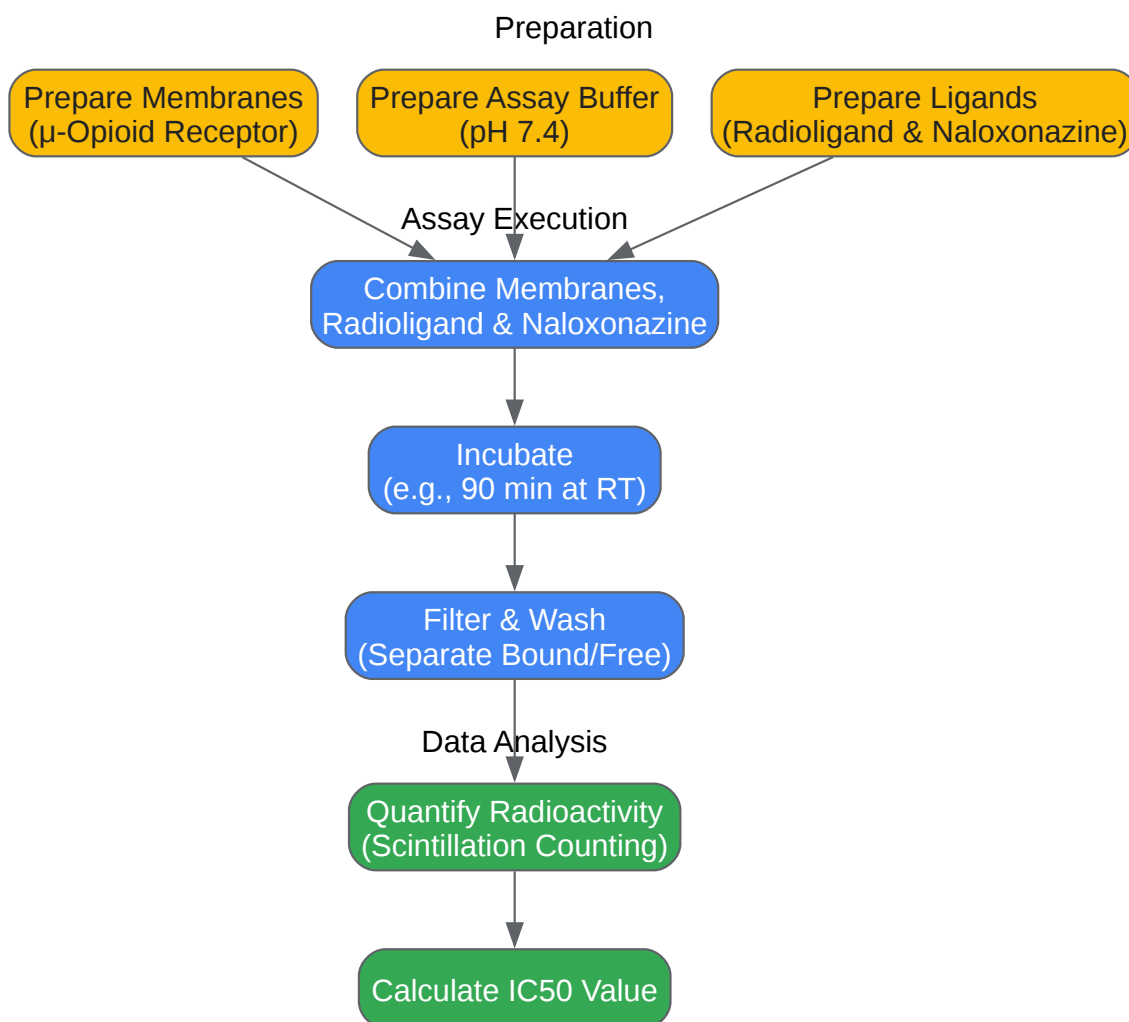 Preparation
Prepare Membranes
(μ-Opioid Receptor)
Prepare Assay Buffer
(pH 7.4)
Prepare Ligands
(Radioligand & Naloxonazine)
Assay Execution
Combine Membranes,
Radioligand & Naloxonazine
Incubate
(e.g., 90 min at RT)
Filter & Wash
(Separate Bound/Free)
Data Analysis
Quantify Radioactivity
(Scintillation Counting)
Calculate IC50 Value